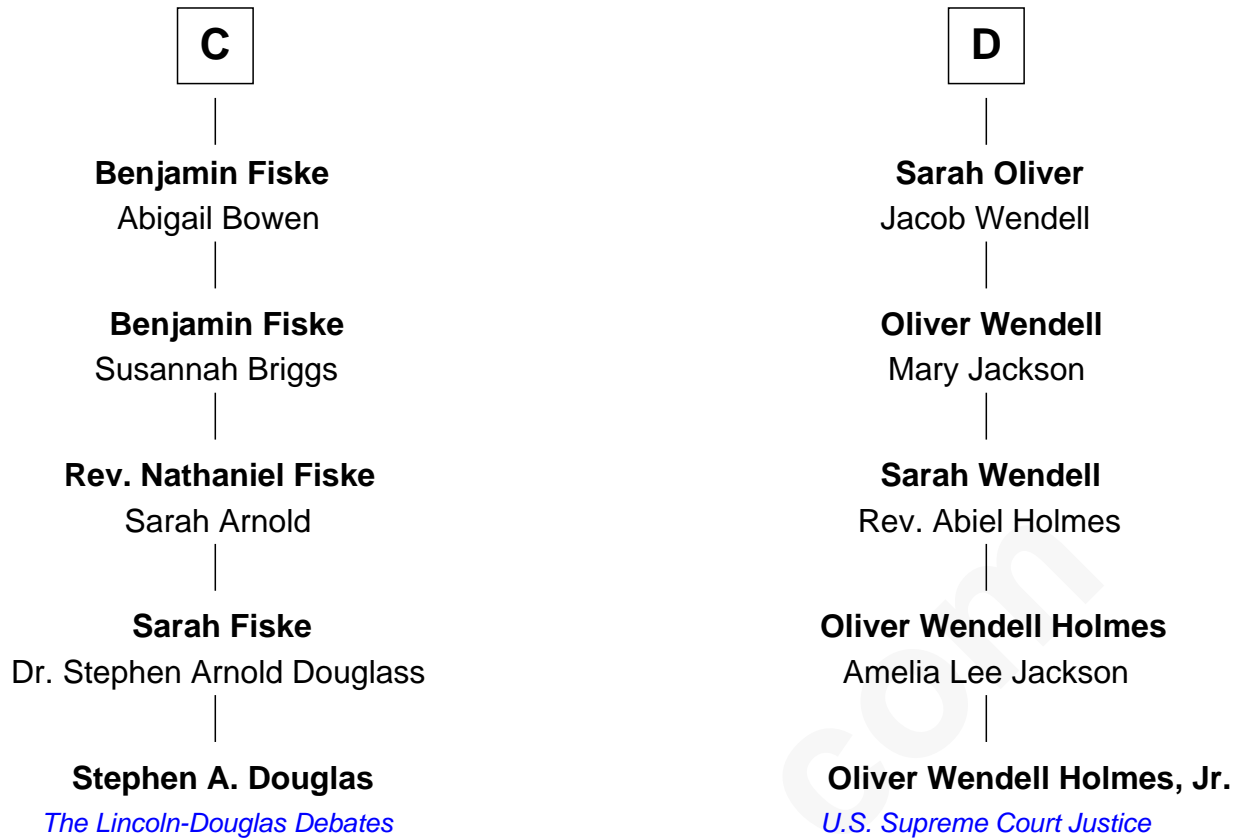 C
Benjamin Fiske
Abigail Bowen
Benjamin Fiske
Susannah Briggs
Rev. Nathaniel Fiske
Sarah Arnold
Sarah Fiske
Dr. Stephen Arnold Douglass
Stephen A. Douglas
The Lincoln-Douglas Debates
D
Sarah Oliver
Jacob Wendell
Oliver Wendell
Mary Jackson
Sarah Wendell
Rev. Abiel Holmes
Oliver Wendell Holmes
Amelia Lee Jackson
Oliver Wendell Holmes, Jr.
U.S. Supreme Court Justice
com